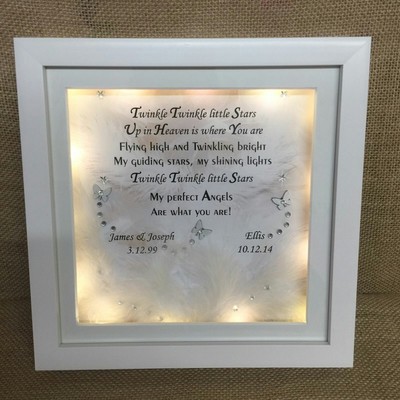 Twinkle Twinkle little Stars
Up in Heaven is where You are
Flying high and Twinkling bright
My guiding stars, my shining lights
Twinkle Twinkle little Stars
My perfect Angels
Are what you are!
James & Joseph
3.12.99
Ellis
10.12.14